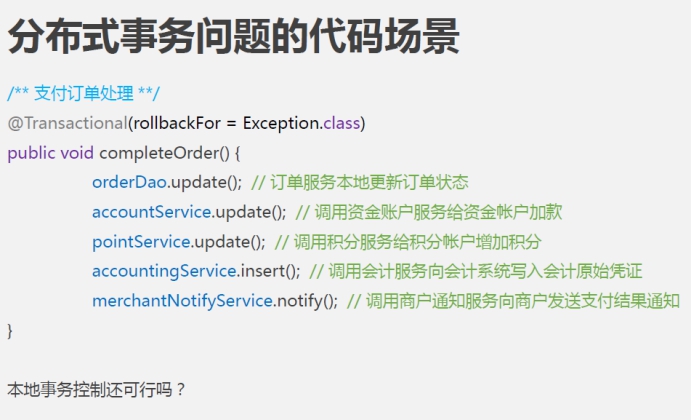 分布式事务问题的代码场景
/** 支付订单处理 **/
@Transactional(rollbackFor = Exception.class)
public void completeOrder() {
orderDao.update(); // 订单服务本地更新订单状态
accountService.update(); // 调用资金账户服务给资金帐户加款
pointService.update(); // 调用积分服务给积分帐户增加积分
accountingService.insert(); // 调用会计服务向会计系统写入会计原始凭证
merchantNotifyService.notify(); // 调用商户通知服务向商户发送支付结果通知
}
本地事务控制还可行吗？